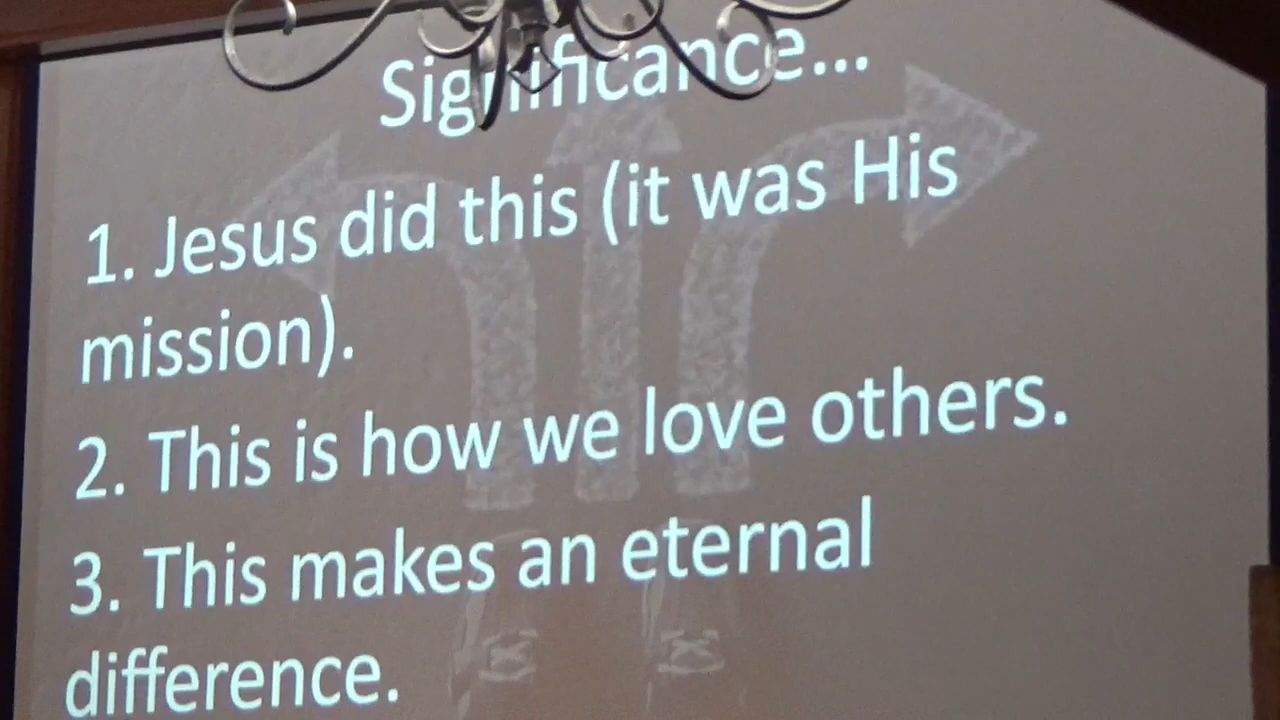 Significance...
1. Jesus did this (it was His
mission).
2. This is how we love others.
3. This makes an eternal
difference.